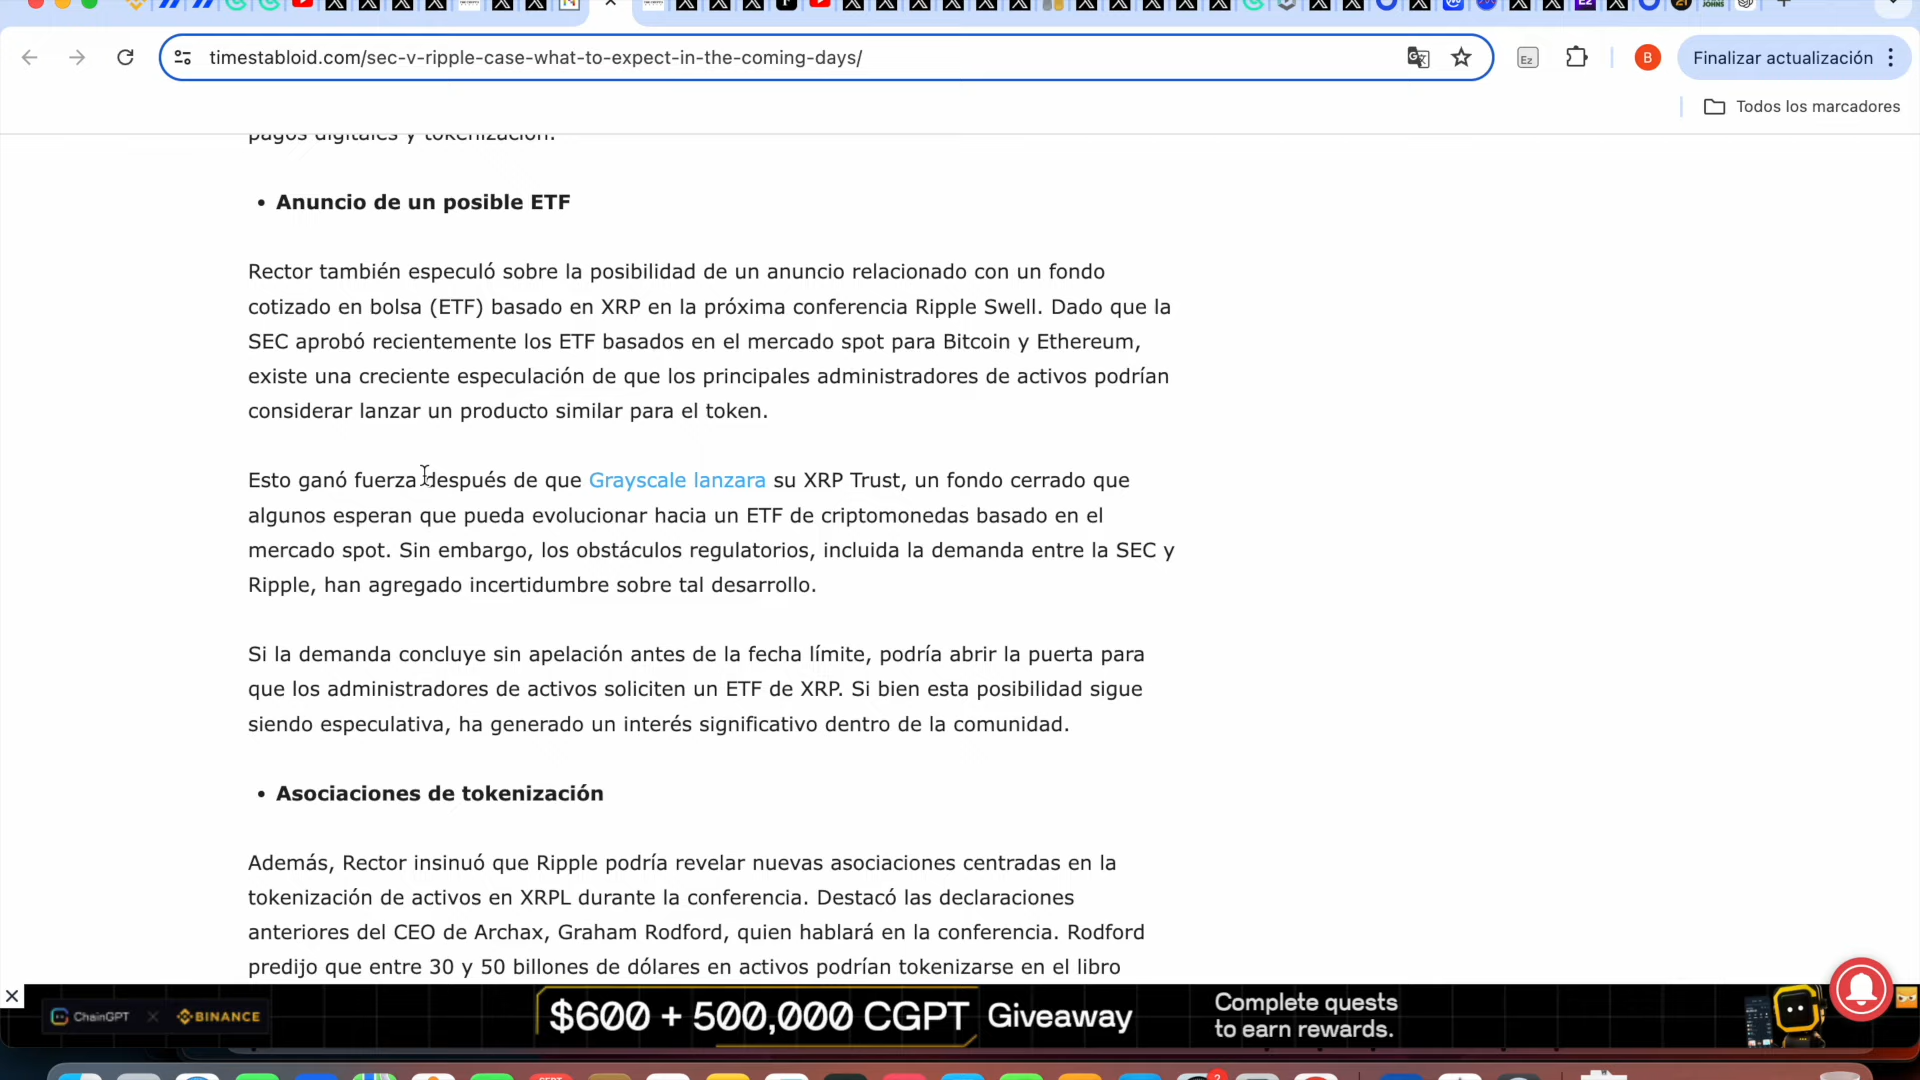 timestabloid.com/sec-v-ripple-case-what-to-expect-in-the-coming-days/
Ez
B
Finalizar actualización
Todos los marcadores
pagos digitales y tokenización.
• Anuncio de un posible ETF
Rector también especuló sobre la posibilidad de un anuncio relacionado con un fondo
cotizado en bolsa (ETF) basado en XRP en la próxima conferencia Ripple Swell. Dado que la
SEC aprobó recientemente los ETF basados en el mercado spot para Bitcoin y Ethereum,
existe una creciente especulación de que los principales administradores de activos podrían
considerar lanzar un producto similar para el token.
Esto ganó fuerza después de que Grayscale lanzara su XRP Trust, un fondo cerrado que
algunos esperan que pueda evolucionar hacia un ETF de criptomonedas basado en el
mercado spot. Sin embargo, los obstáculos regulatorios, incluida la demanda entre la SEC y
Ripple, han agregado incertidumbre sobre tal desarrollo.
Si la demanda concluye sin apelación antes de la fecha límite, podría abrir la puerta para
que los administradores de activos soliciten un ETF de XRP. Si bien esta posibilidad sigue
siendo especulativa, ha generado un interés significativo dentro de la comunidad.
• Asociaciones de tokenización
Además, Rector insinuó que Ripple podría revelar nuevas asociaciones centradas en la
tokenización de activos en XRPL durante la conferencia. Destacó las declaraciones
anteriores del CEO de Archax, Graham Rodford, quien hablará en la conferencia. Rodford
predijo que entre 30 y 50 billones de dólares en activos podrían tokenizarse en el libro
ChainGPT × BINANCE
$600 + 500,000 CGPT Giveaway
Complete quests
to earn rewards.
SEPT
2